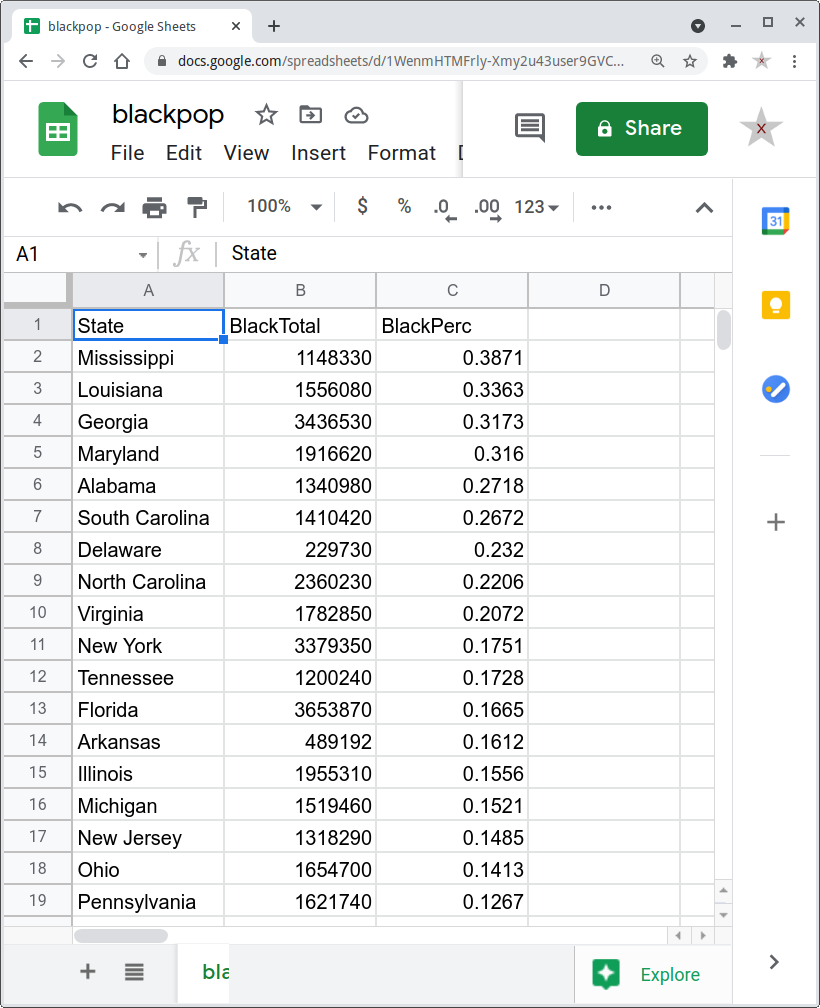 blackpop - Google Sheets
docs.google.com/spreadsheets/d/1WenmHTMFrly-Xmy2u43user9GVC...
blackpop
File Edit View Insert Format
Share
X
100% $ % .0 .00 123
31
A1 fx State
A B C D
1 State BlackTotal BlackPerc
2 Mississippi 1148330 0.3871
3 Louisiana 1556080 0.3363
4 Georgia 3436530 0.3173
5 Maryland 1916620 0.316
6 Alabama 1340980 0.2718
7 South Carolina 1410420 0.2672
8 Delaware 229730 0.232
9 North Carolina 2360230 0.2206
10 Virginia 1782850 0.2072
11 New York 3379350 0.1751
12 Tennessee 1200240 0.1728
13 Florida 3653870 0.1665
14 Arkansas 489192 0.1612
15 Illinois 1955310 0.1556
16 Michigan 1519460 0.1521
17 New Jersey 1318290 0.1485
18 Ohio 1654700 0.1413
19 Pennsylvania 1621740 0.1267
bla
Explore